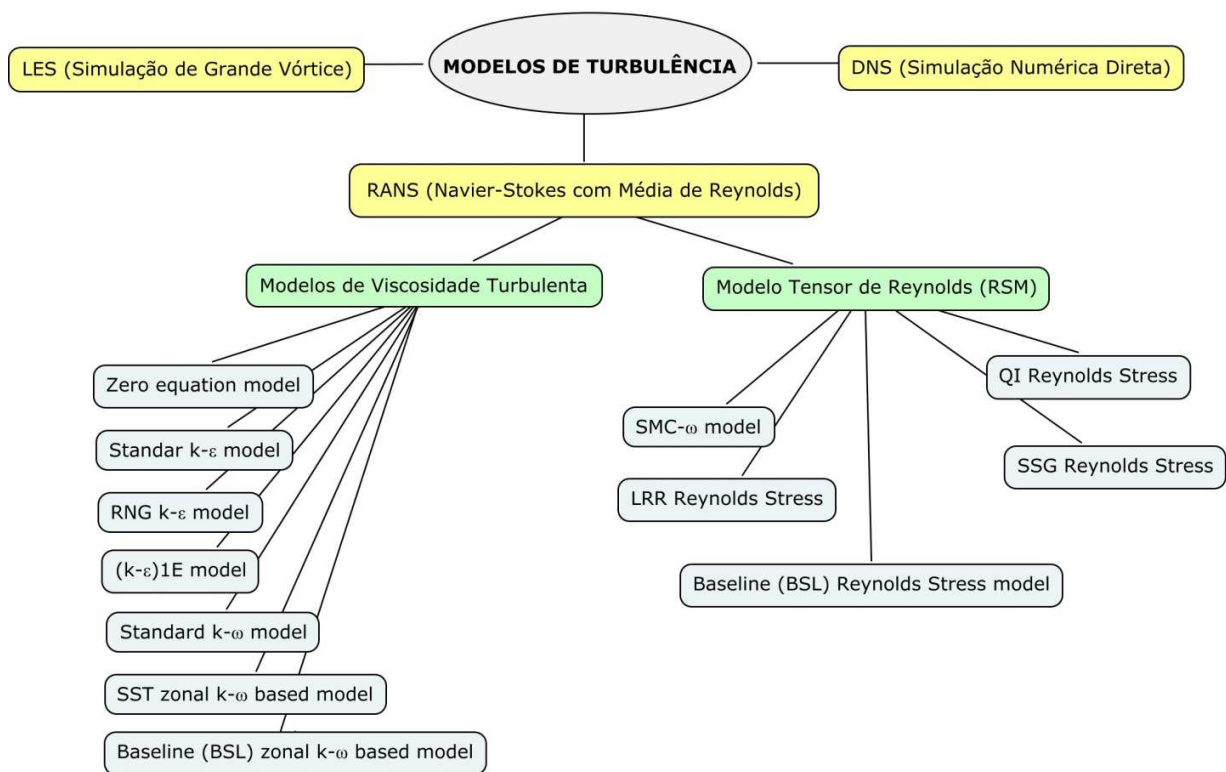 LES (Simulação de Grande Vórtice)
MODELOS DE TURBULÊNCIA
DNS (Simulação Numérica Direta)
RANS (Navier-Stokes com Média de Reynolds)
Modelos de Viscosidade Turbulenta
Zero equation model
Standar k-ε model
RNG k-ε model
(k-ε)1E model
Standard k-ω model
SST zonal k-ω based model
Baseline (BSL) zonal k-ω based model
Modelo Tensor de Reynolds (RSM)
SMC-ω model
LRR Reynolds Stress
Baseline (BSL) Reynolds Stress model
QI Reynolds Stress
SSG Reynolds Stress